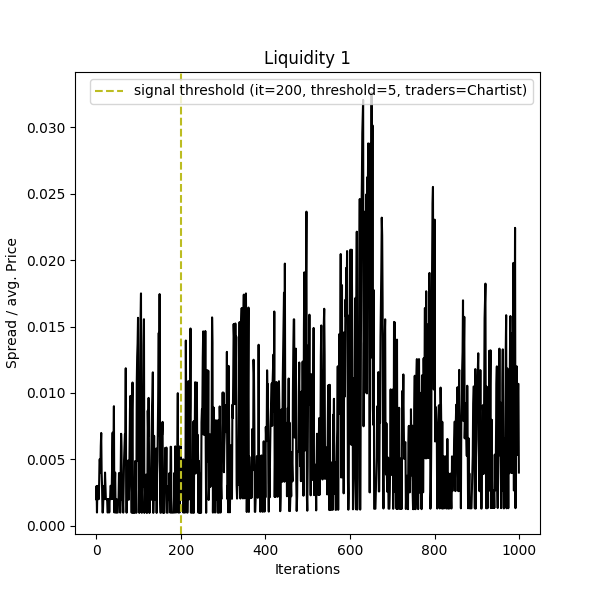 Liquidity 1
signal threshold (it=200, threshold=5, traders=Chartist)
Spread / avg. Price
0.030
0.025
0.020
0.015
0.010
0.005
0.000
0 200 400 600 800 1000
Iterations